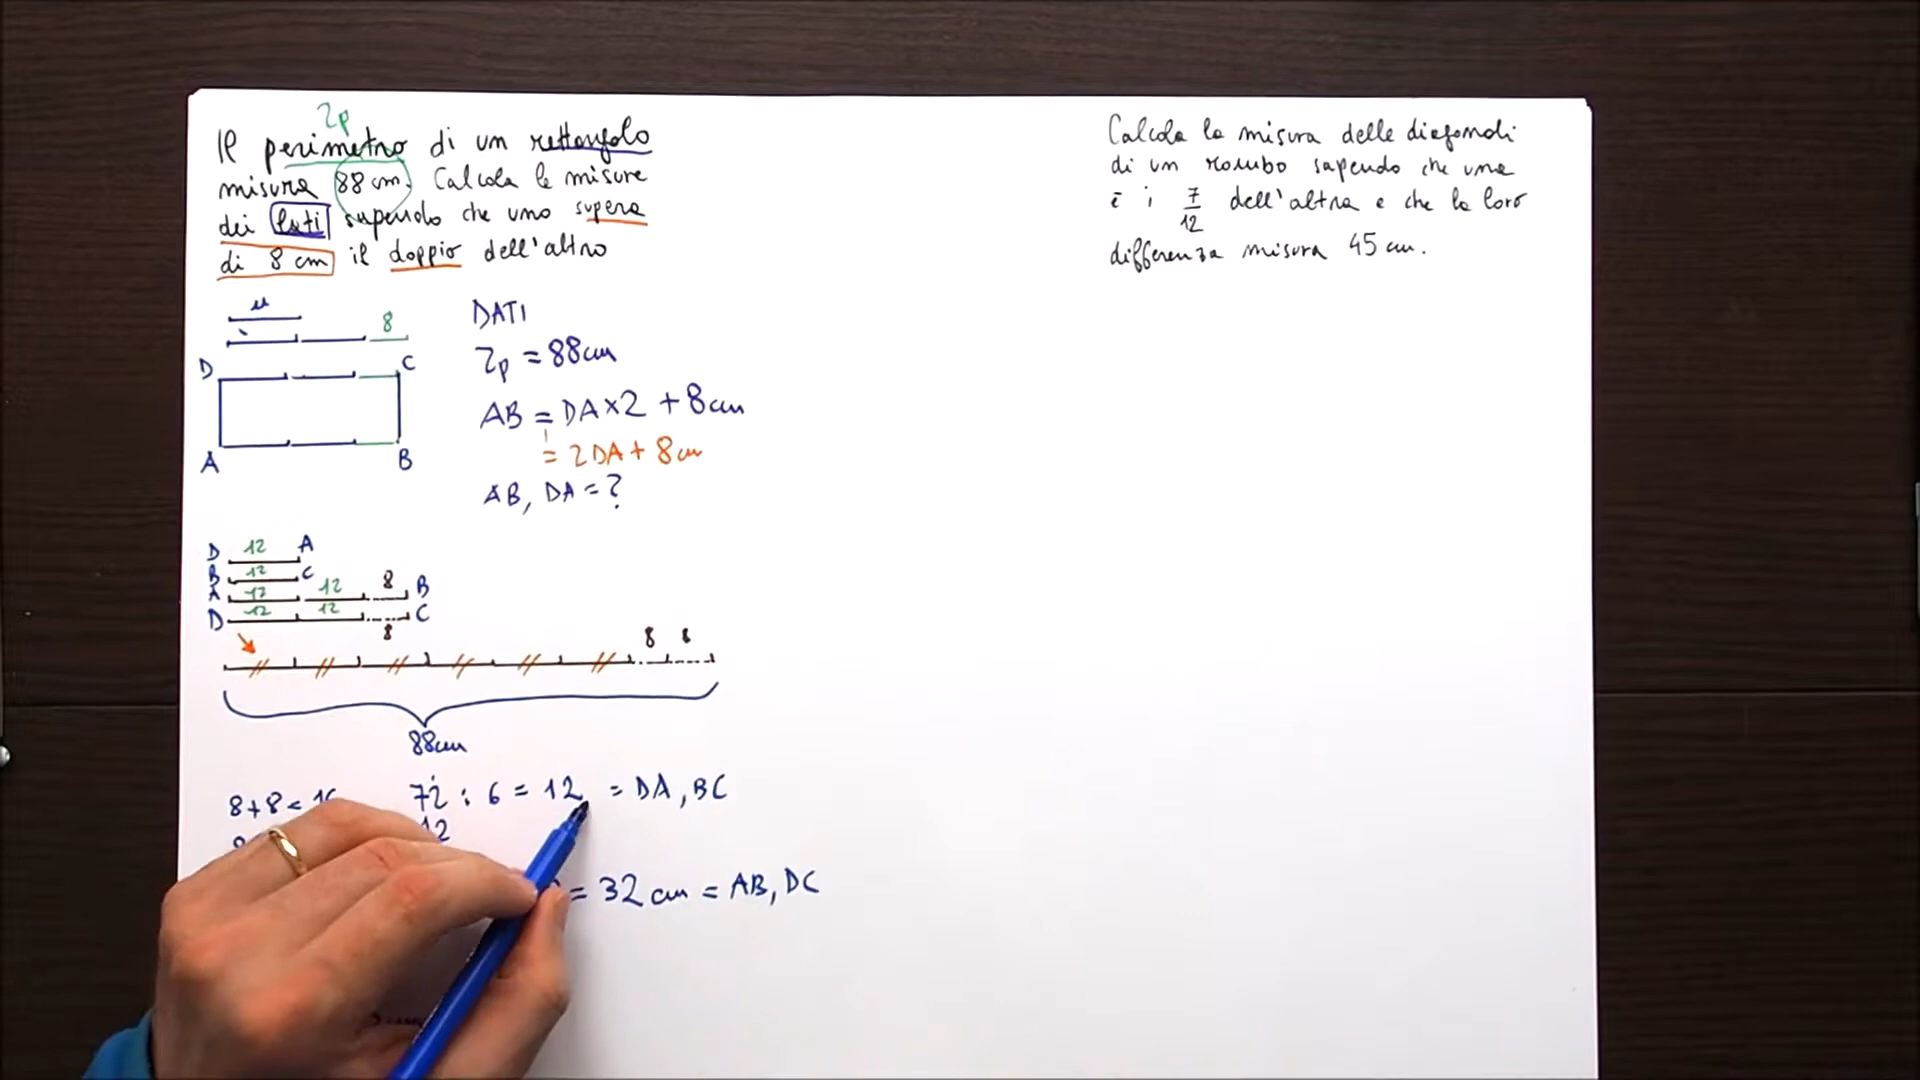 2p
Il perimetro di un rettangolo
misura 88 cm. Calcola le misure
dei lati sapendo che uno supera
di 8 cm il doppio dell'altro
u
8
D C
A B
DATI
2p = 88cm
AB = DA×2 + 8cm
= 2DA + 8cm
AB, DA = ?
D 12 A
B 12 C
A 12 12 8 B
D 12 12 8 C
8 8
88cm
8+8=
72 : 6 = 12 = DA, BC
12
= 32 cm = AB, DC
Calcola la misura delle diagonali
di un rombo sapendo che una
è i 7/12 dell'altra e che la loro
differenza misura 45 cm.